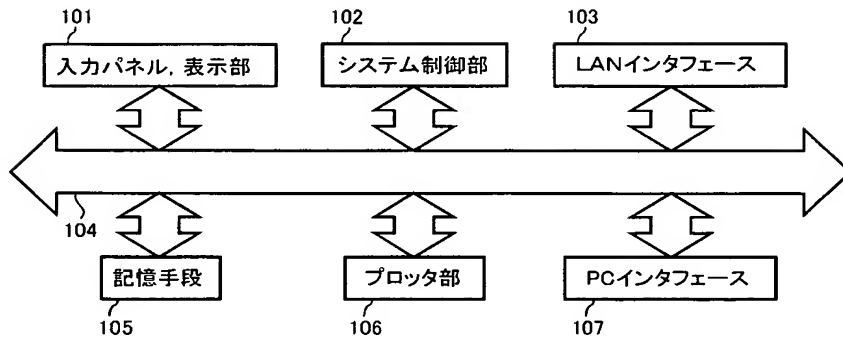 101
102
103
入力パネル，表示部
システム制御部
LANインタフェース
104
記憶手段
プロッタ部
PCインタフェース
105
106
107